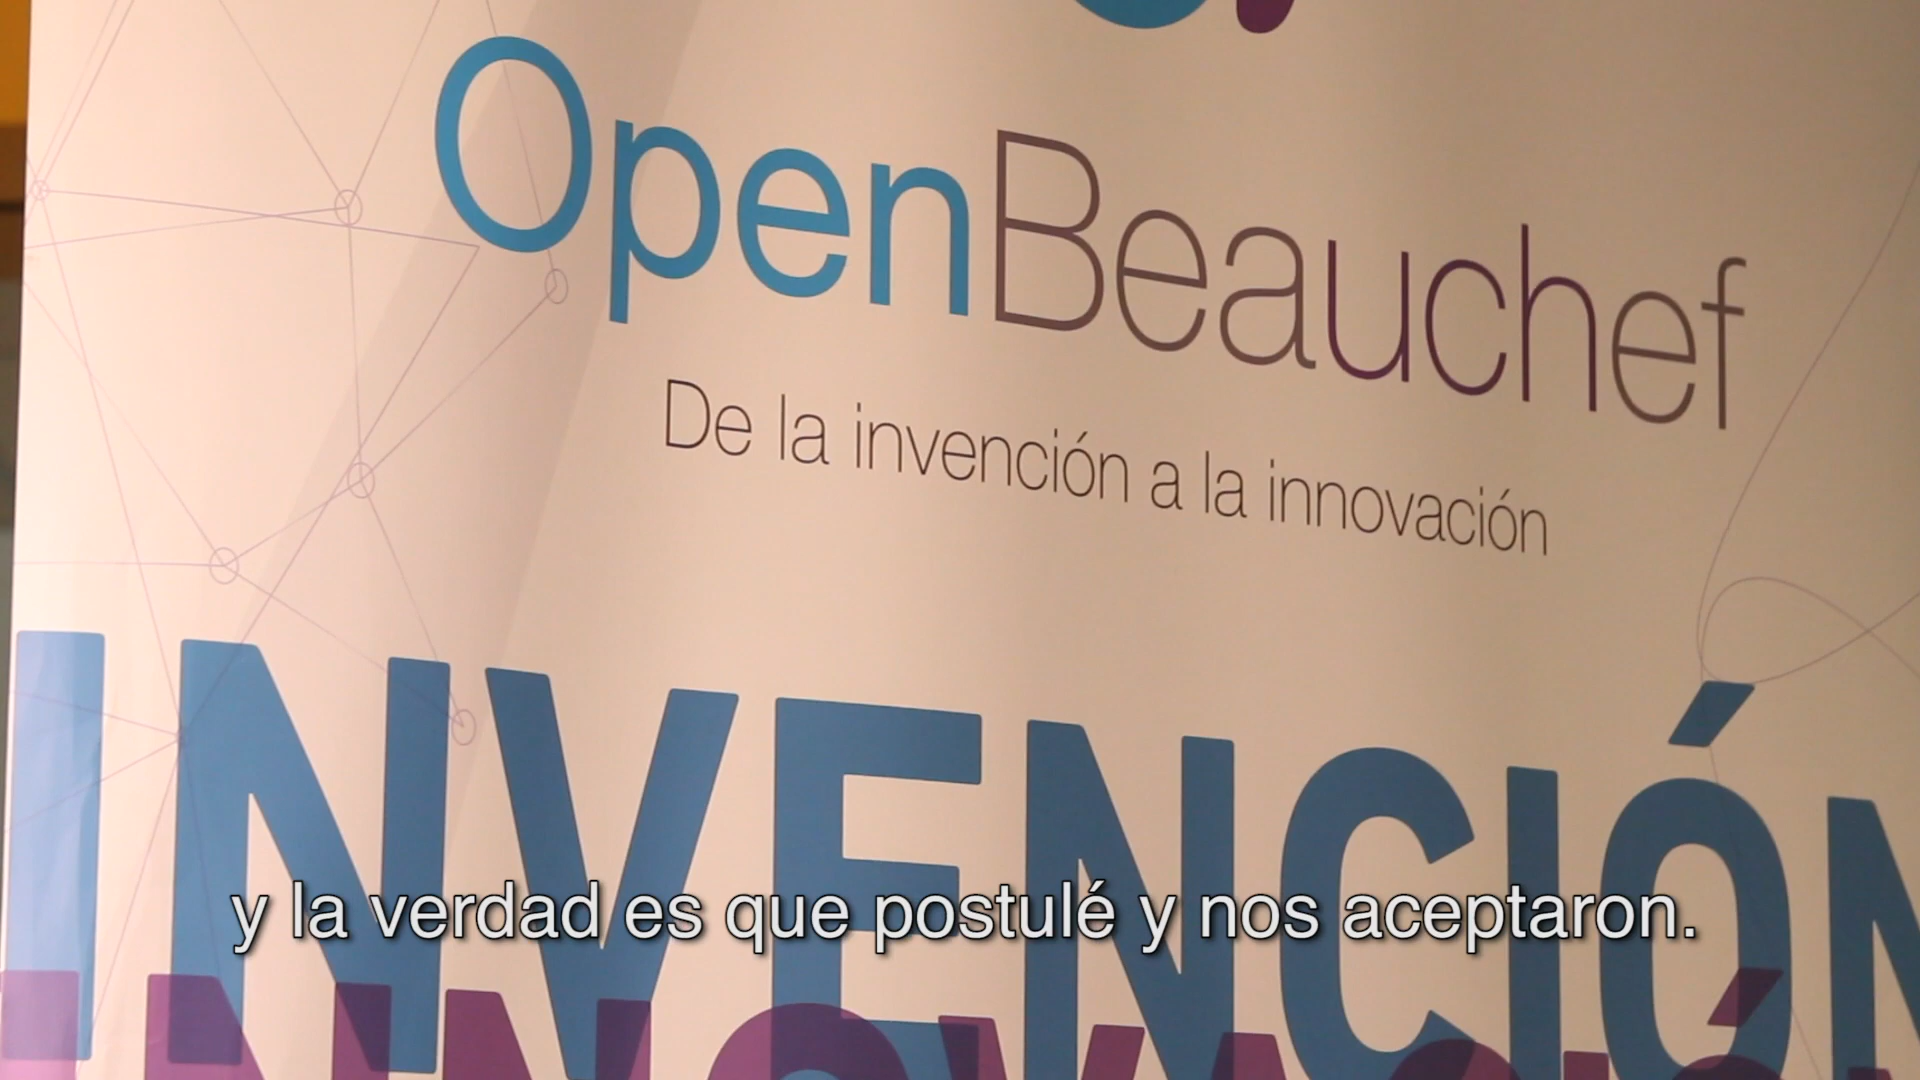 OpenBeauchef
De la invención a la innovación
INVENCIÓN
y la verdad es que postulé y nos aceptaron.